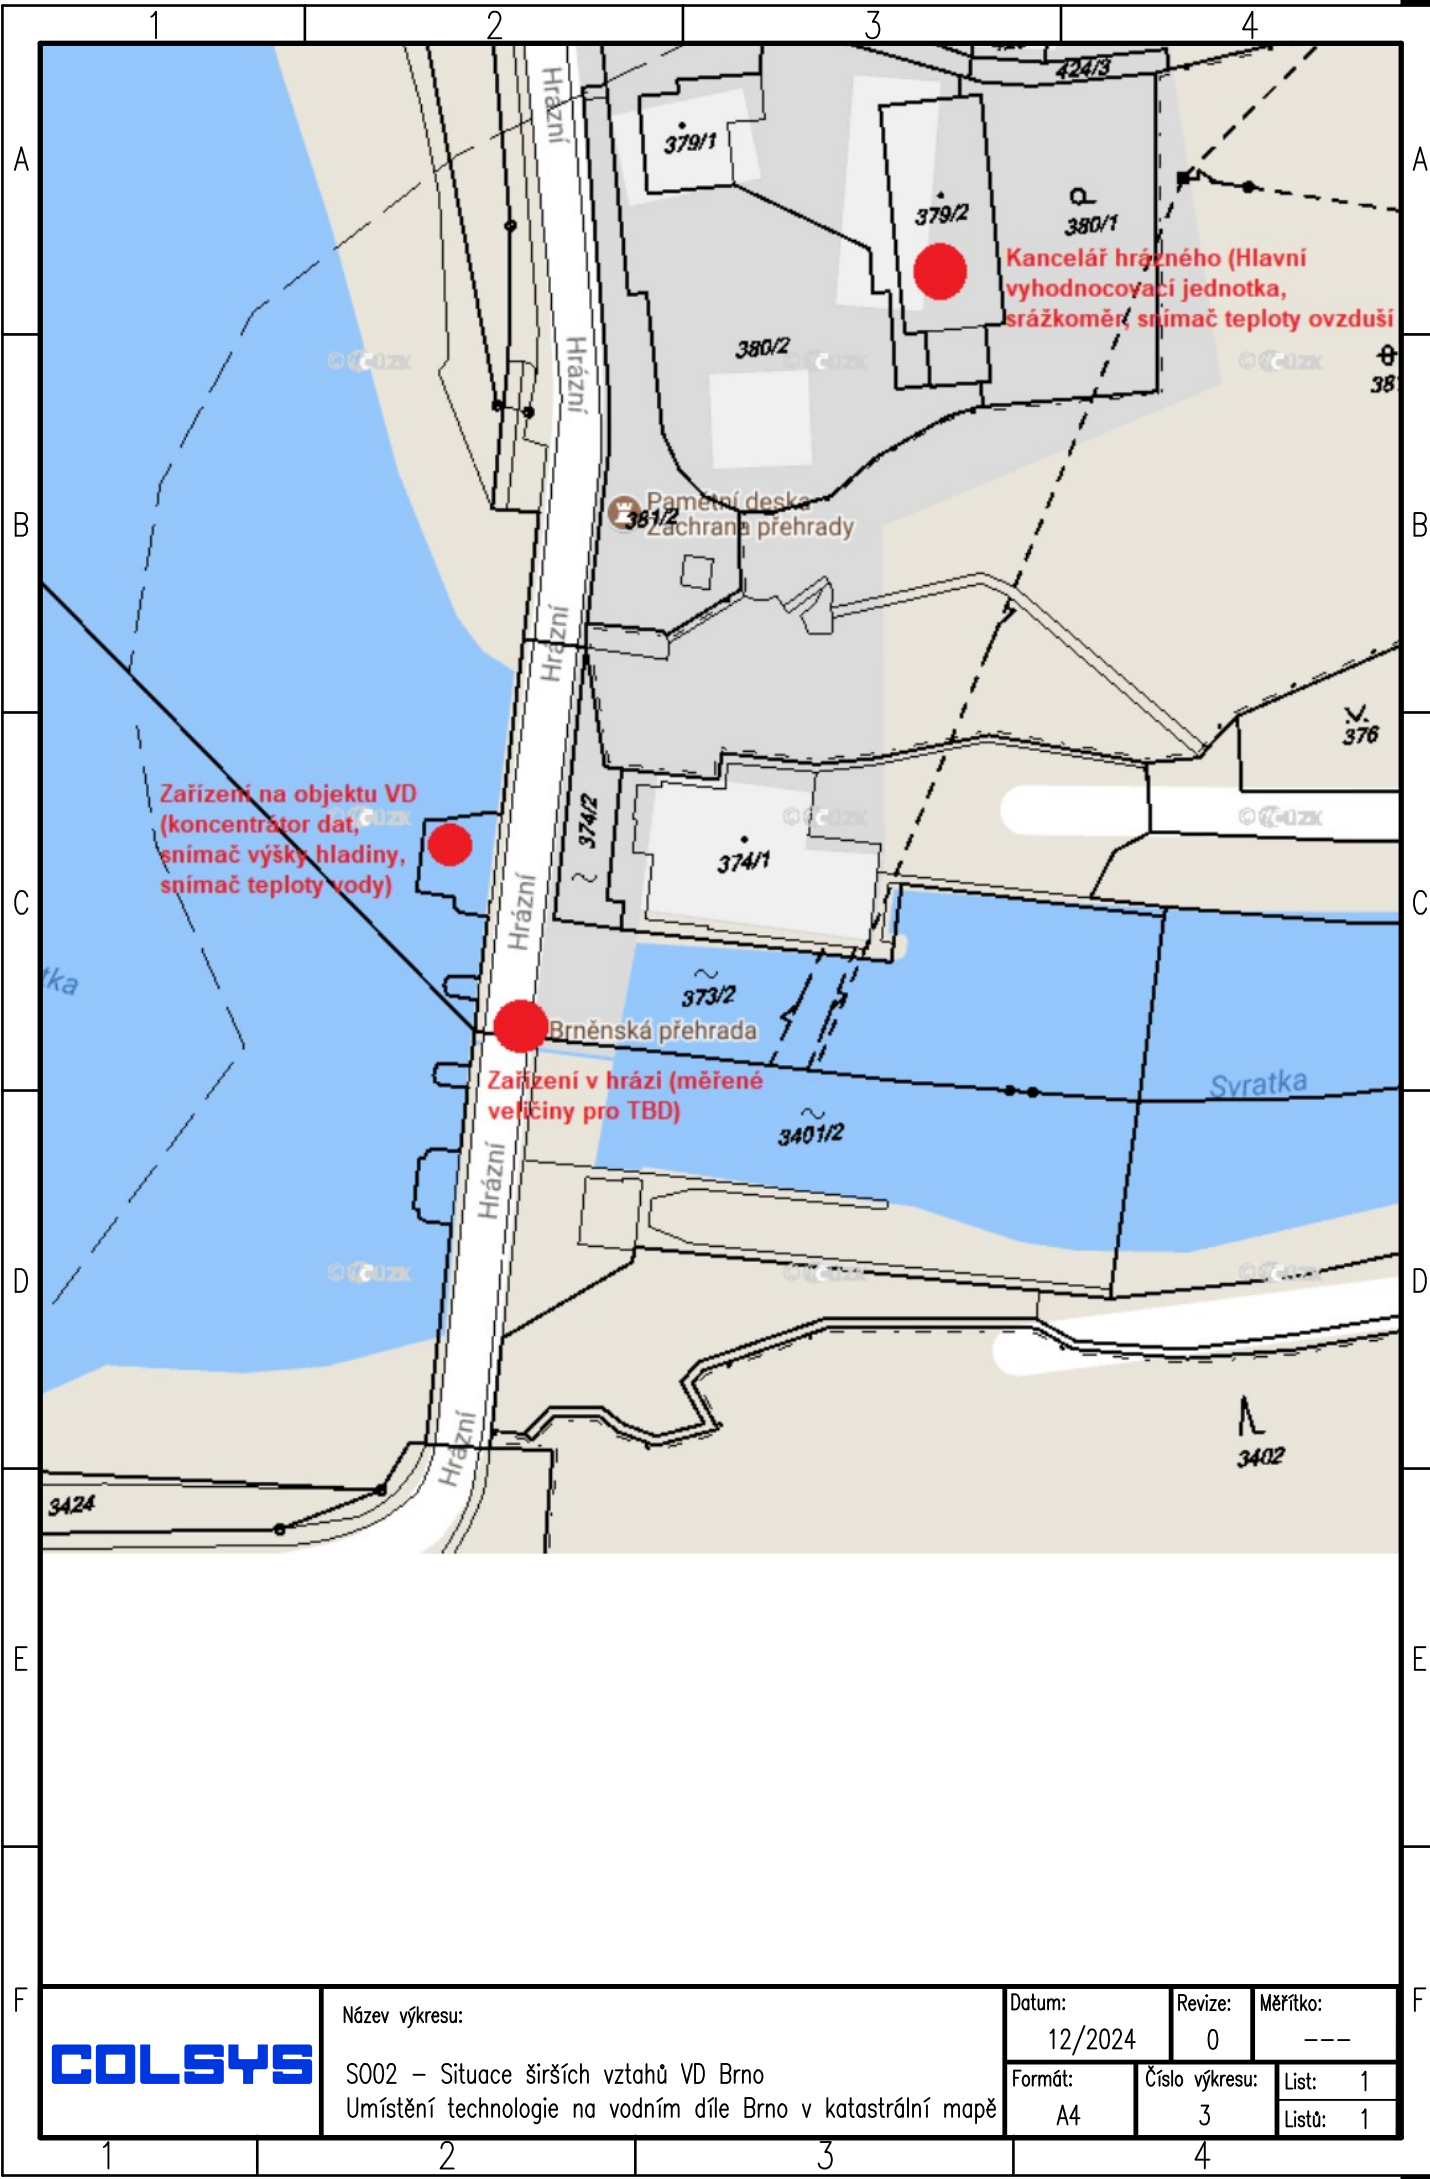 1 2 3 4
A A
Hrázní
424/3
379/1
379/2
380/1
Kancelář hrázného (Hlavní
vyhodnocovací jednotka,
srážkoměr, snímač teploty ovzduší
Hrázní
380/2
381
B B
Pamětní deska
Záchrana přehrady
381/2
Hrázní
376
Zařízení na objektu VD
(koncentrátor dat,
snímač výšky hladiny,
snímač teploty vody)
374/2
374/1
C C
Hrázní
tka
373/2
Brněnská přehrada
Zařízení v hrázi (měřené
veličiny pro TBD)
Svratka
3401/2
Hrázní
D D
Hrázní
3402
3424
E E
F F
COLSYS
Název výkresu:
SO02 – Situace širších vztahů VD Brno
Umístění technologie na vodním díle Brno v katastrální mapě
Datum:
12/2024
Revize:
0
Měřítko:
---
Formát:
A4
Číslo výkresu:
3
List: 1
Listů: 1
1 2 3 4